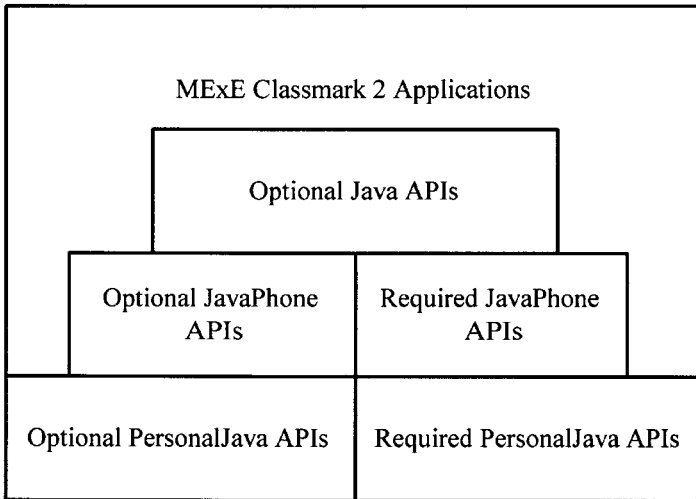 MExE Classmark 2 Applications
Optional Java APIs
Optional JavaPhone
APIs
Required JavaPhone
APIs
Optional PersonalJava APIs
Required PersonalJava APIs